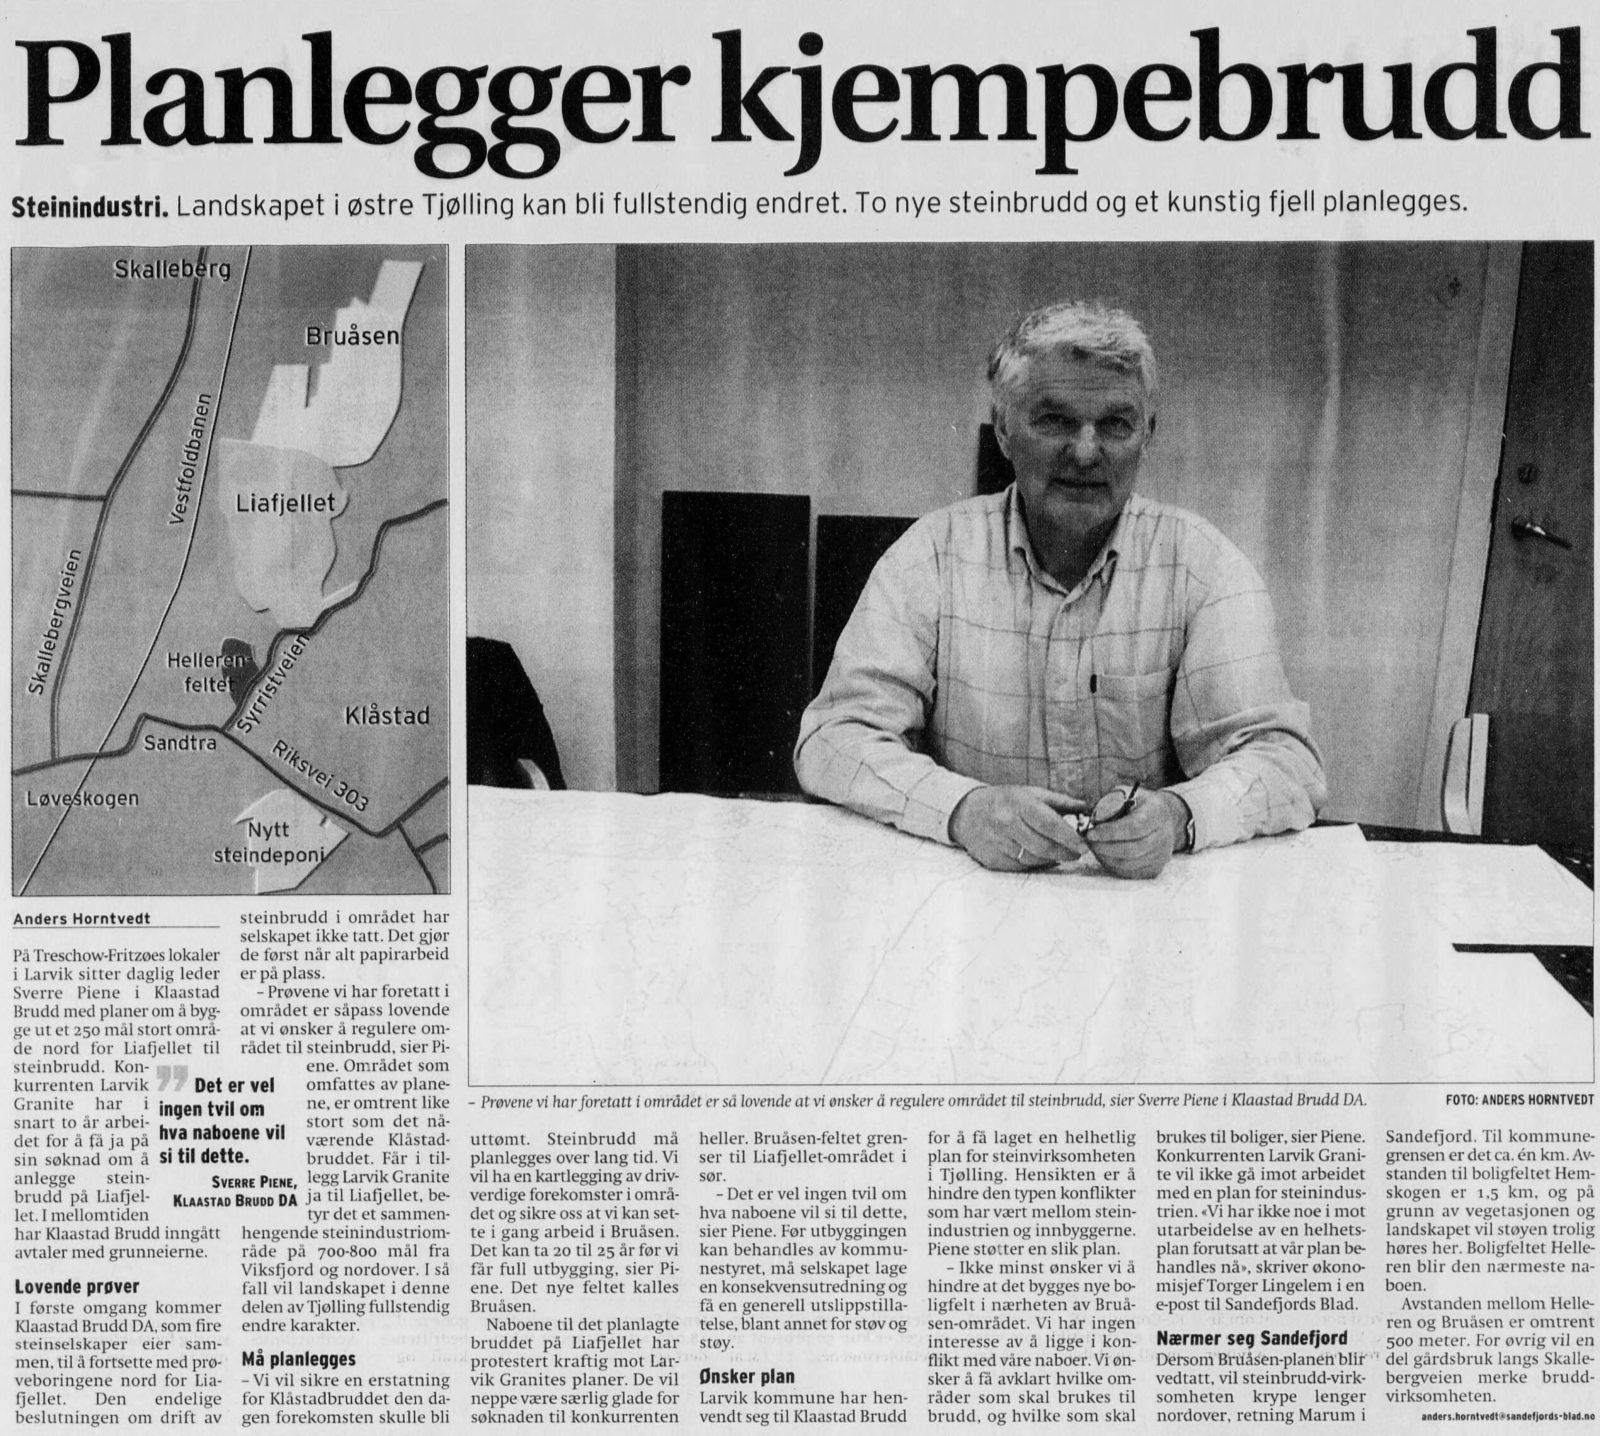 Planlegger kjempebrudd
Steinindustri. Landskapet i østre Tjølling kan bli fullstendig endret. To nye steinbrudd og et kunstig fjell planlegges.
Skalleberg
Bruåsen
Vestfoldbanen
Liafjellet
Skallebergveien
Helleren-
feltet
Syrristveien
Klåstad
Sandtra
Riksvei 303
Løveskogen
Nytt
steindeponi
– Prøvene vi har foretatt i området er så lovende at vi ønsker å regulere området til steinbrudd, sier Sverre Piene i Klaastad Brudd DA.
FOTO: ANDERS HORNTVEDT
Anders Horntvedt
På Treschow-Fritzøes lokaler
i Larvik sitter daglig leder
Sverre Piene i Klaastad
Brudd med planer om å byg-
ge ut et 250 mål stort områ-
de nord for Liafjellet til
steinbrudd. Kon-
kurrenten Larvik
Granite har i
snart to år arbei-
det for å få ja på
sin søknad om å
anlegge stein-
brudd på Liafjel-
let. I mellomtiden
har Klaastad Brudd inngått
avtaler med grunneierne.
Lovende prøver
I første omgang kommer
Klaastad Brudd DA, som fire
steinselskaper eier sam-
men, til å fortsette med prø-
veboringene nord for Lia-
fjellet. Den endelige
beslutningen om drift av
" Det er vel
ingen tvil om
hva naboene vil
si til dette.
SVERRE PIENE,
KLAASTAD BRUDD DA
steinbrudd i området har
selskapet ikke tatt. Det gjør
de først når alt papirarbeid
er på plass.
– Prøvene vi har foretatt i
området er såpass lovende
at vi ønsker å regulere om-
rådet til steinbrudd, sier Pi-
ene. Området som
omfattes av plane-
ne, er omtrent like
stort som det nå-
værende Klåstad-
bruddet. Får i til-
legg Larvik Granite
ja til Liafjellet, be-
tyr det et sammen-
hengende steinindustriom-
råde på 700-800 mål fra
Viksfjord og nordover. I så
fall vil landskapet i denne
delen av Tjølling fullstendig
endre karakter.
Må planlegges
– Vi vil sikre en erstatning
for Klåstadbruddet den da-
gen forekomsten skulle bli
uttømt. Steinbrudd må
planlegges over lang tid. Vi
vil ha en kartlegging av driv-
verdige forekomster i områ-
det og sikre oss at vi kan set-
te i gang arbeid i Bruåsen.
Det kan ta 20 til 25 år før vi
får full utbygging, sier Pi-
ene. Det nye feltet kalles
Bruåsen.
Naboene til det planlagte
bruddet på Liafjellet har
protestert kraftig mot Lar-
vik Granites planer. De vil
neppe være særlig glade for
søknaden til konkurrenten
heller. Bruåsen-feltet gren-
ser til Liafjellet-området i
sør.
– Det er vel ingen tvil om
hva naboene vil si til dette,
sier Piene. Før utbyggingen
kan behandles av kommu-
nestyret, må selskapet lage
en konsekvensutredning og
få en generell utslippstilla-
telse, blant annet for støv og
støy.
Ønsker plan
Larvik kommune har hen-
vendt seg til Klaastad Brudd
for å få laget en helhetlig
plan for steinvirksomheten
i Tjølling. Hensikten er å
hindre den typen konflikter
som har vært mellom stein-
industrien og innbyggerne.
Piene støtter en slik plan.
– Ikke minst ønsker vi å
hindre at det bygges nye bo-
ligfelt i nærheten av Bruå-
sen-området. Vi har ingen
interesse av å ligge i kon-
flikt med våre naboer. Vi øn-
sker å få avklart hvilke om-
råder som skal brukes til
brudd, og hvilke som skal
brukes til boliger, sier Piene.
Konkurrenten Larvik Grani-
te vil ikke gå imot arbeidet
med en plan for steinindus-
trien. «Vi har ikke noe i mot
utarbeidelse av en helhets-
plan forutsatt at vår plan be-
handles nå», skriver økono-
misjef Torger Lingelem i en
e-post til Sandefjords Blad.
Nærmer seg Sandefjord
Dersom Bruåsen-planen blir
vedtatt, vil steinbrudd-virk-
somheten krype lenger
nordover, retning Marum i
Sandefjord. Til kommune-
grensen er det ca. én km. Av-
standen til boligfeltet Hem-
skogen er 1,5 km, og på
grunn av vegetasjonen og
landskapet vil støyen trolig
høres her. Boligfeltet Helle-
ren blir den nærmeste na-
boen.
Avstanden mellom Helle-
ren og Bruåsen er omtrent
500 meter. For øvrig vil en
del gårdsbruk langs Skalle-
bergveien merke brudd-
virksomheten.
anders.horntvedt@sandefjords-blad.no